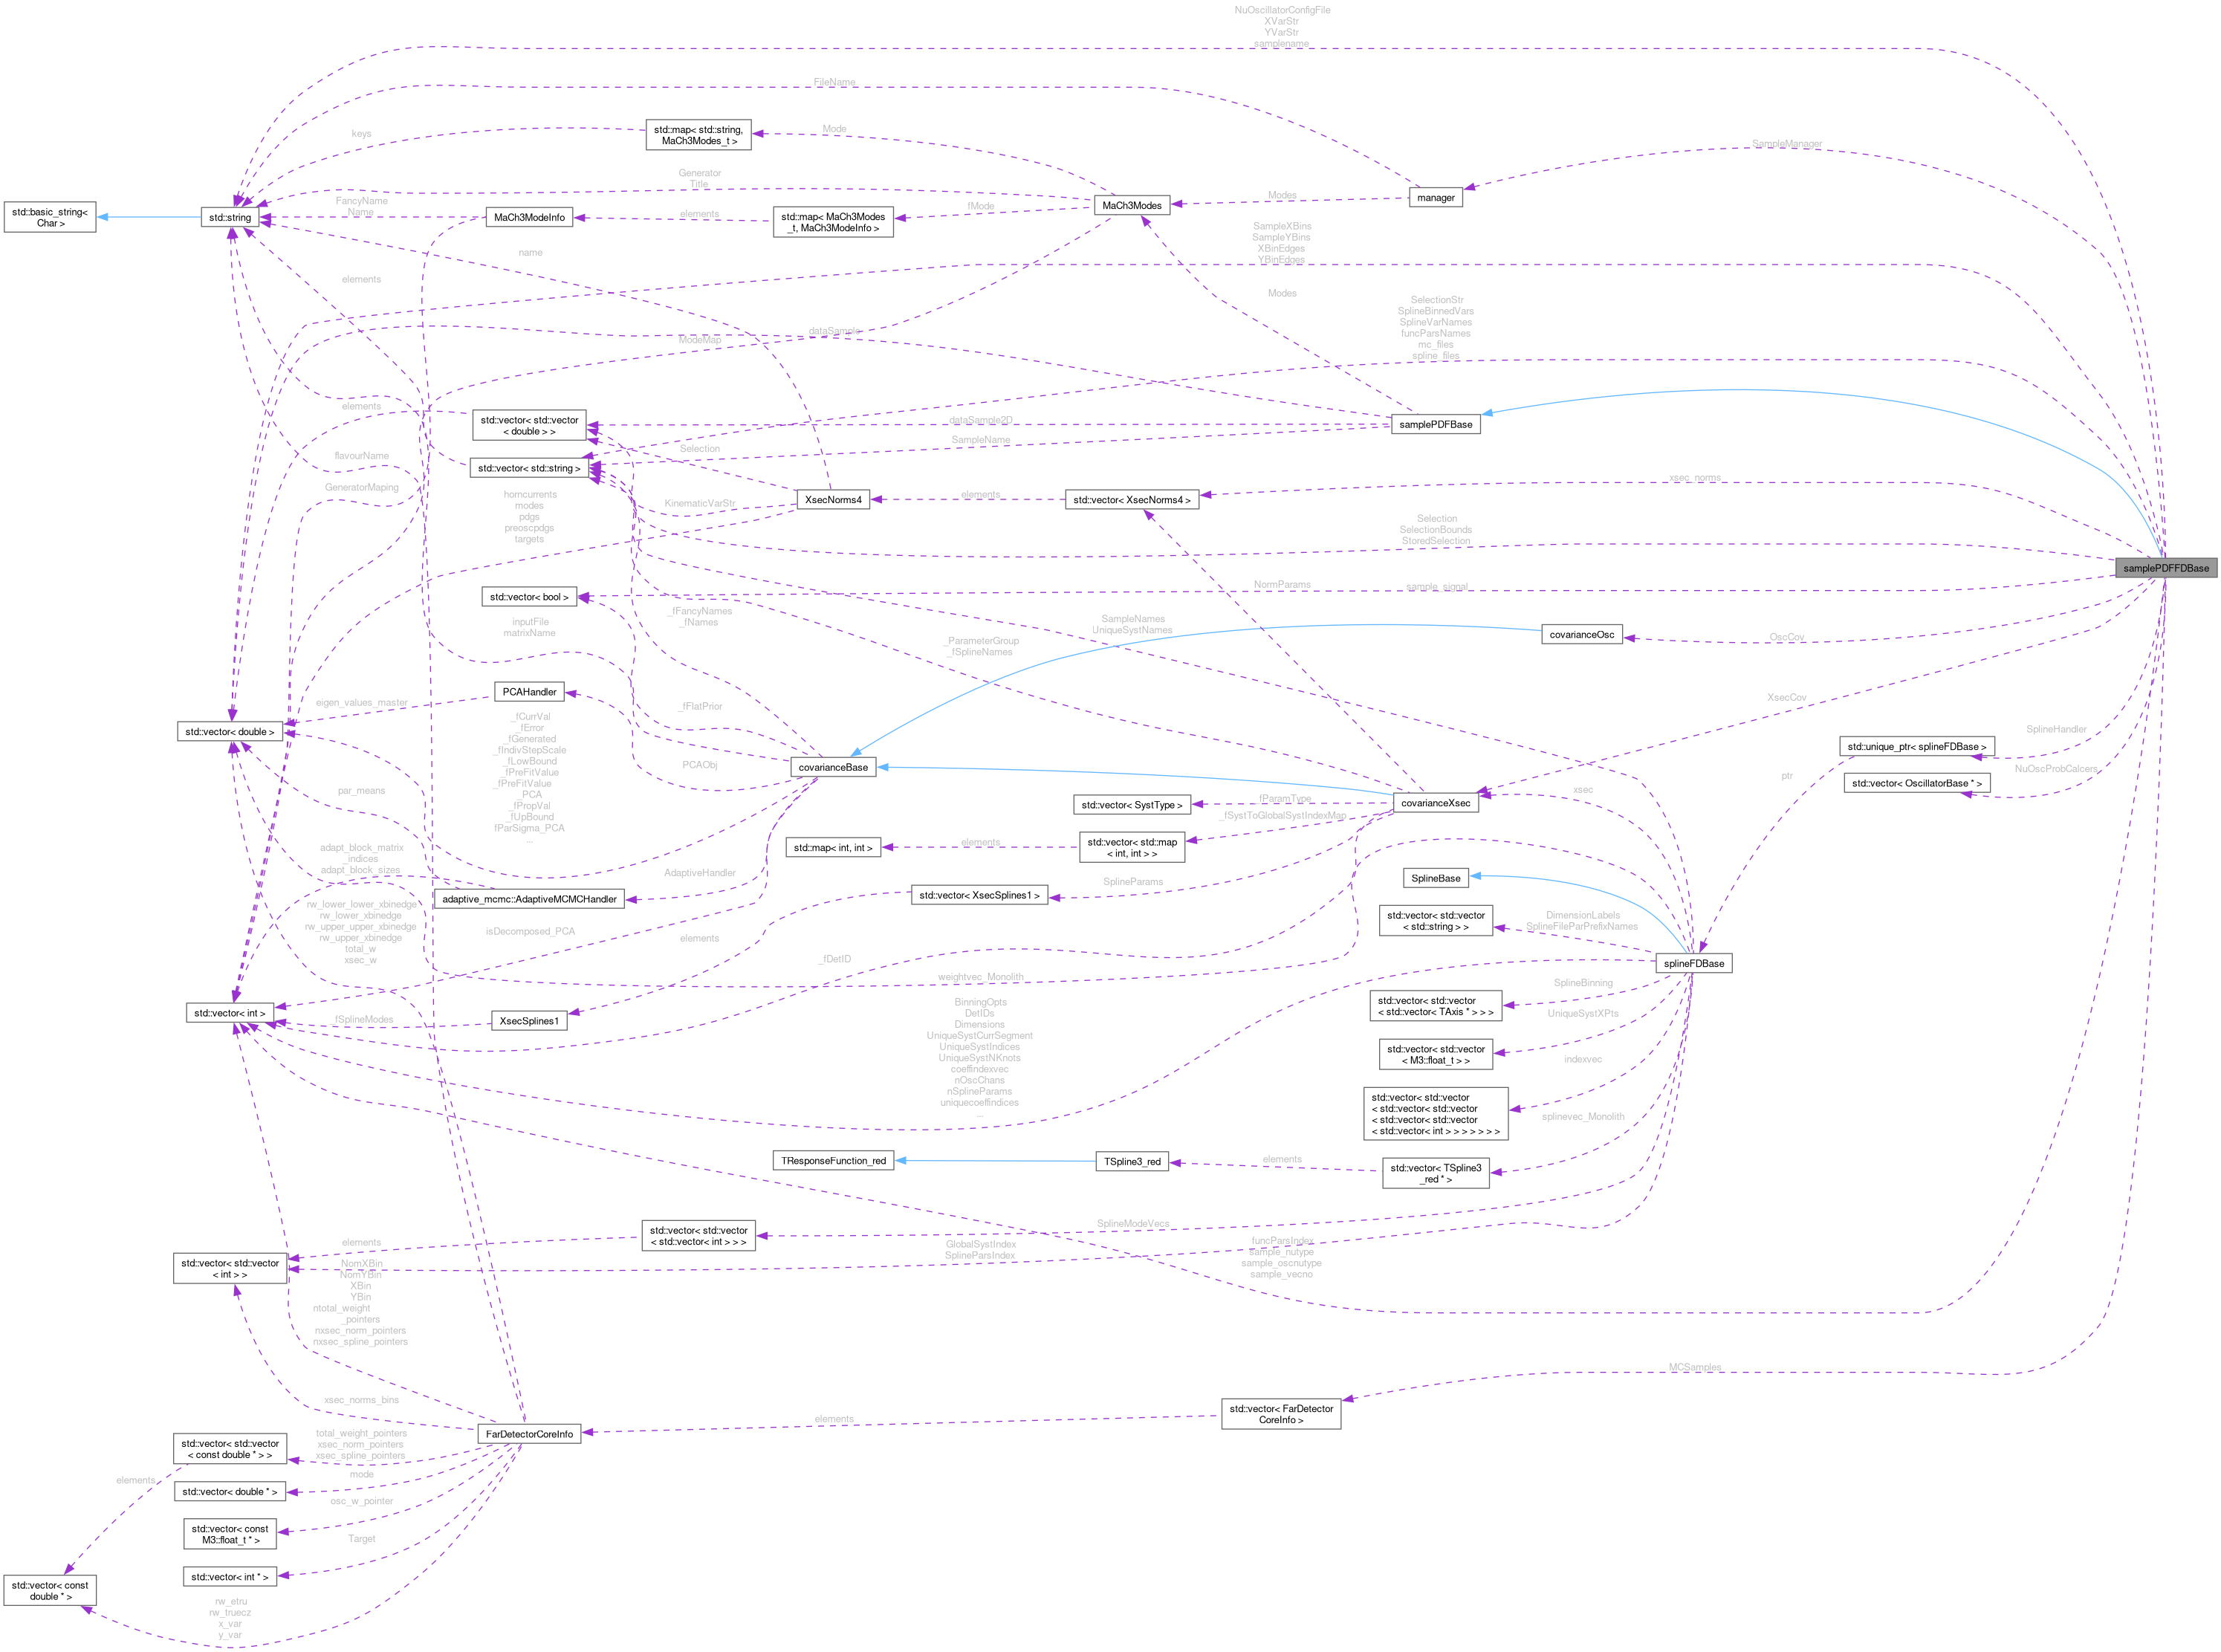 NuOscillatorConfigFile
XVarStr
YVarStr
samplename
FileName
keys
std::map< std::string,
MaCh3Modes_t >
Mode
SampleManager
Generator
Title
Modes
manager
std::basic_string<
Char >
std::string
FancyName
Name
MaCh3ModeInfo
elements
std::map< MaCh3Modes
_t, MaCh3ModeInfo >
fMode
MaCh3Modes
name
SampleXBins
SampleYBins
XBinEdges
YBinEdges
elements
Modes
dataSample
ModeMap
SelectionStr
SplineBinnedVars
SplineVarNames
funcParsNames
mc_files
spline_files
elements
std::vector< std::vector
< double > >
dataSample2D
samplePDFBase
SampleName
Selection
flavourName
std::vector< std::string >
GeneratorMaping
horncurrents
modes
pdgs
preoscpdgs
targets
KinematicVarStr
XsecNorms4
elements
std::vector< XsecNorms4 >
xsec_norms
Selection
SelectionBounds
StoredSelection
samplePDFFDBase
std::vector< bool >
NormParams
sample_signal
_fFancyNames
_fNames
inputFile
matrixName
SampleNames
UniqueSystNames
covarianceOsc
OscCov
_ParameterGroup
_fSplineNames
PCAHandler
eigen_values_master
_fFlatPrior
XsecCov
std::vector< double >
_fCurrVal
_fError
_fGenerated
_fIndivStepScale
_fLowBound
_fPreFitValue
_fPreFitValue
_PCA
_fPropVal
_fUpBound
fParSigma_PCA
...
PCAObj
covarianceBase
std::unique_ptr< splineFDBase >
SplineHandler
NuOscProbCalcers
std::vector< OscillatorBase * >
ptr
xsec
par_means
std::vector< SystType >
_fParamType
covarianceXsec
_fSystToGlobalSystIndexMap
std::map< int, int >
elements
std::vector< std::map
< int, int > >
adapt_block_matrix
_indices
adapt_block_sizes
AdaptiveHandler
SplineParams
SplineBase
adaptive_mcmc::AdaptiveMCMCHandler
std::vector< XsecSplines1 >
rw_lower_lower_xbinedge
rw_lower_xbinedge
rw_upper_upper_xbinedge
rw_upper_xbinedge
total_w
xsec_w
isDecomposed_PCA
elements
std::vector< std::vector
< std::string > >
DimensionLabels
SplineFileParPrefixNames
_fDetID
weightvec_Monolith
splineFDBase
std::vector< int >
_fSplineModes
XsecSplines1
BinningOpts
DetIDs
Dimensions
UniqueSystCurrSegment
UniqueSystIndices
UniqueSystNKnots
coeffindexvec
nOscChans
nSplineParams
uniquecoeffindices
...
std::vector< std::vector
< std::vector< TAxis * > > >
SplineBinning
UniqueSystXPts
std::vector< std::vector
< M3::float_t > >
indexvec
std::vector< std::vector
< std::vector< std::vector
< std::vector< std::vector
< std::vector< int > > > > > > >
splinevec_Monolith
TResponseFunction_red
TSpline3_red
elements
std::vector< TSpline3
_red * >
std::vector< std::vector
< std::vector< int > > >
SplineModeVecs
elements
GlobalSystIndex
SplineParsIndex
funcParsIndex
sample_nutype
sample_oscnutype
sample_vecno
std::vector< std::vector
< int > >
NomXBin
NomYBin
XBin
YBin
ntotal_weight
_pointers
nxsec_norm_pointers
nxsec_spline_pointers
MCSamples
xsec_norms_bins
std::vector< FarDetector
CoreInfo >
elements
FarDetectorCoreInfo
std::vector< std::vector
< const double * > >
total_weight_pointers
xsec_norm_pointers
xsec_spline_pointers
elements
mode
std::vector< double * >
osc_w_pointer
std::vector< const
M3::float_t * >
Target
std::vector< int * >
std::vector< const
double * >
rw_etru
rw_truecz
x_var
y_var